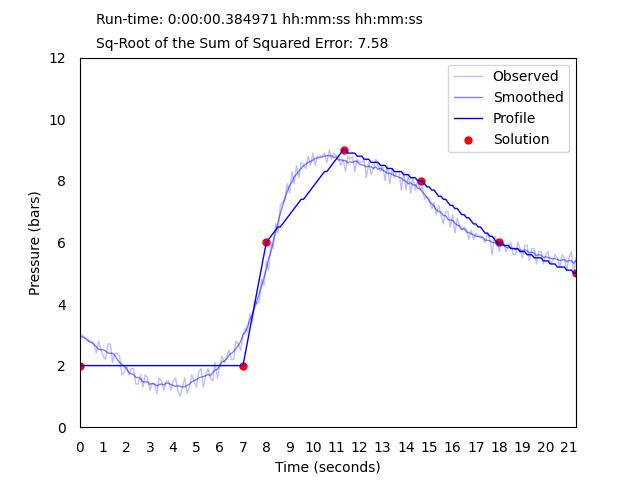 Run-time: 0:00:00.384971 hh:mm:ss hh:mm:ss
Sq-Root of the Sum of Squared Error: 7.58
12
10
8
6
4
2
0
Pressure (bars)
Observed
Smoothed
Profile
Solution
0 1 2 3 4 5 6 7 8 9 10 11 12 13 14 15 16 17 18 19 20 21
Time (seconds)